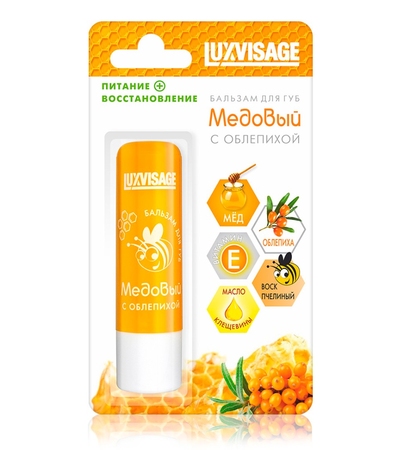 LUXVISAGE
ПИТАНИЕ +
ВОССТАНОВЛЕНИЕ
БАЛЬЗАМ ДЛЯ ГУБ
Медовый
С ОБЛЕПИХОЙ
LUXVISAGE
БАЛЬЗАМ ДЛЯ ГУБ
Медовый
С ОБЛЕПИХОЙ
МЁД
ОБЛЕПИХА
ВИТАМИН
E
ВОСК
ПЧЕЛИНЫЙ
МАСЛО
КЛЕЩЕВИНЫ